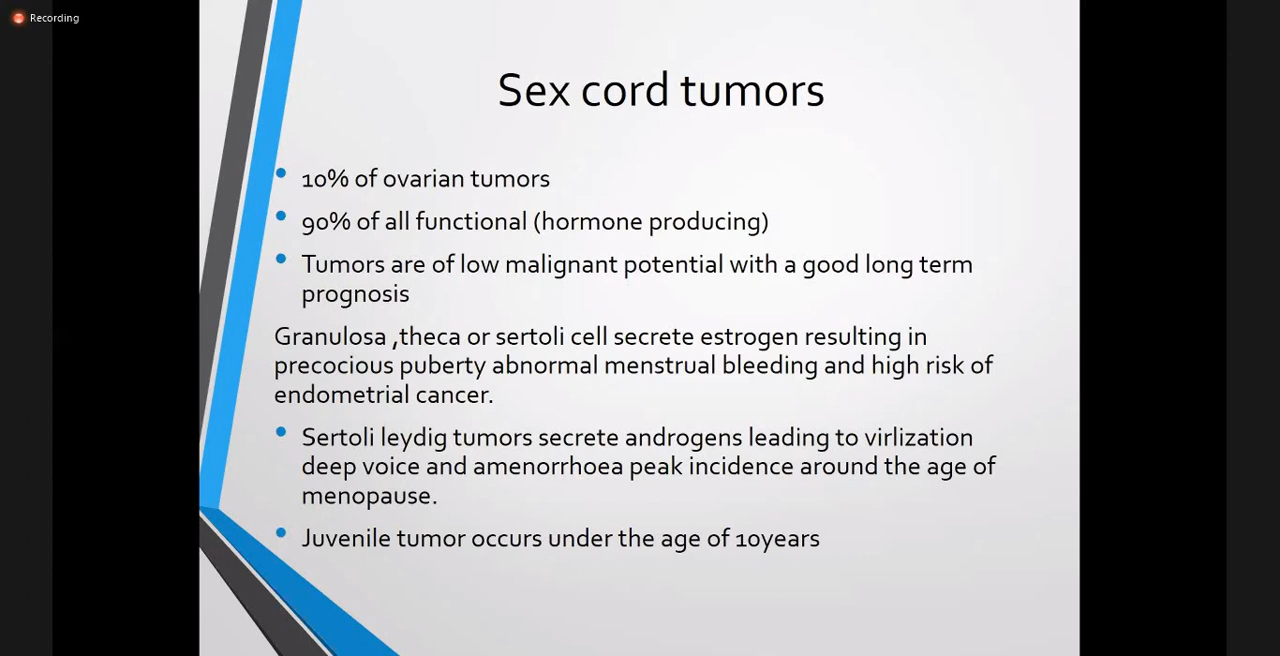 Recording
Sex cord tumors
• 10% of ovarian tumors
• 90% of all functional (hormone producing)
• Tumors are of low malignant potential with a good long term
prognosis
Granulosa ,theca or sertoli cell secrete estrogen resulting in
precocious puberty abnormal menstrual bleeding and high risk of
endometrial cancer.
• Sertoli leydig tumors secrete androgens leading to virlization
deep voice and amenorrhoea peak incidence around the age of
menopause.
• Juvenile tumor occurs under the age of 10years